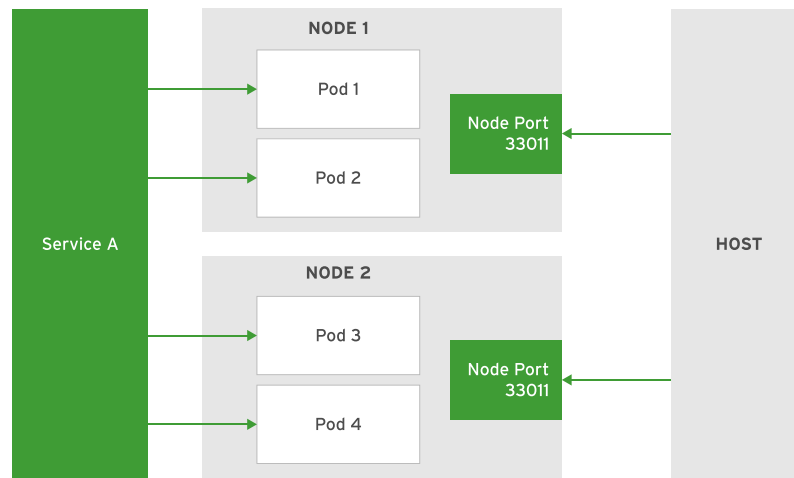 Service A
NODE 1
Pod 1
Pod 2
Node Port
33011
NODE 2
Pod 3
Pod 4
Node Port
33011
HOST